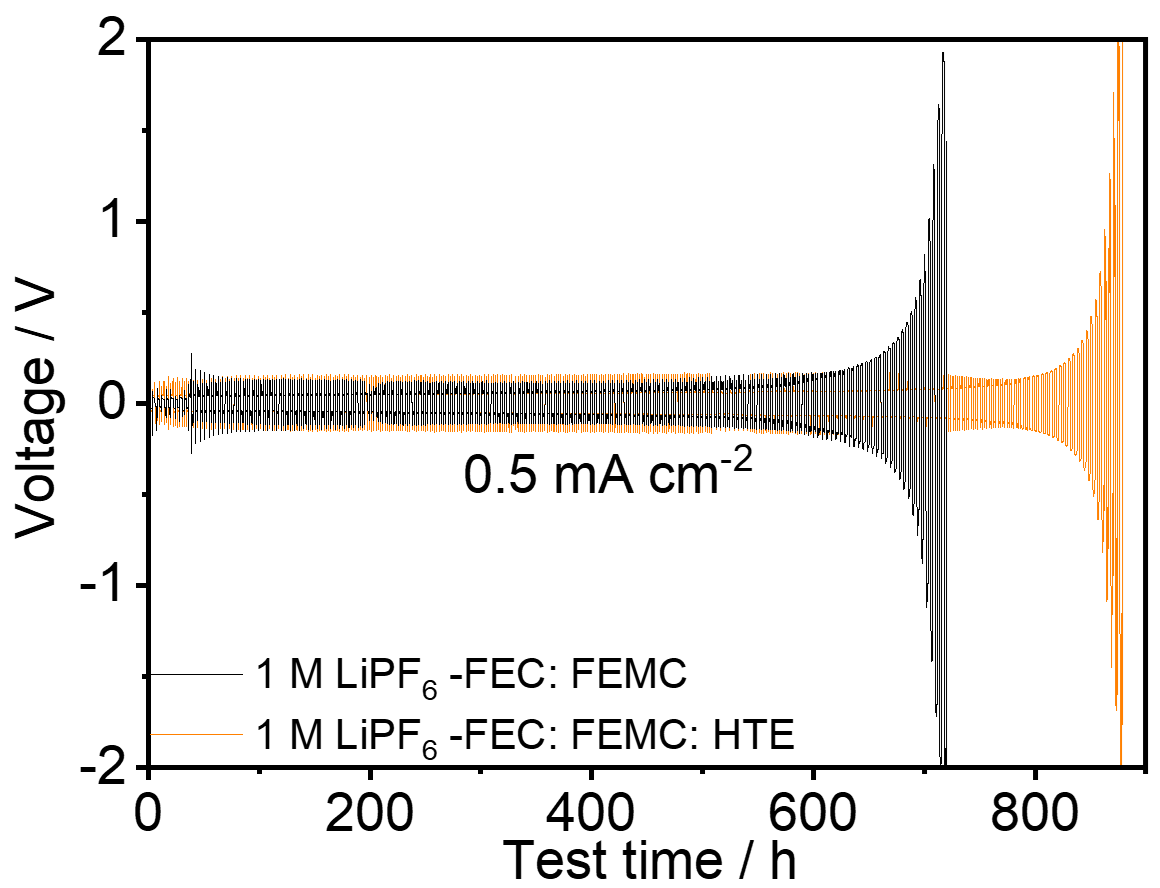 2
1
0
-1
-2
Voltage / V
0.5 mA cm⁻²
1 M LiPF₆ -FEC: FEMC
1 M LiPF₆ -FEC: FEMC: HTE
0 200 400 600 800
Test time / h